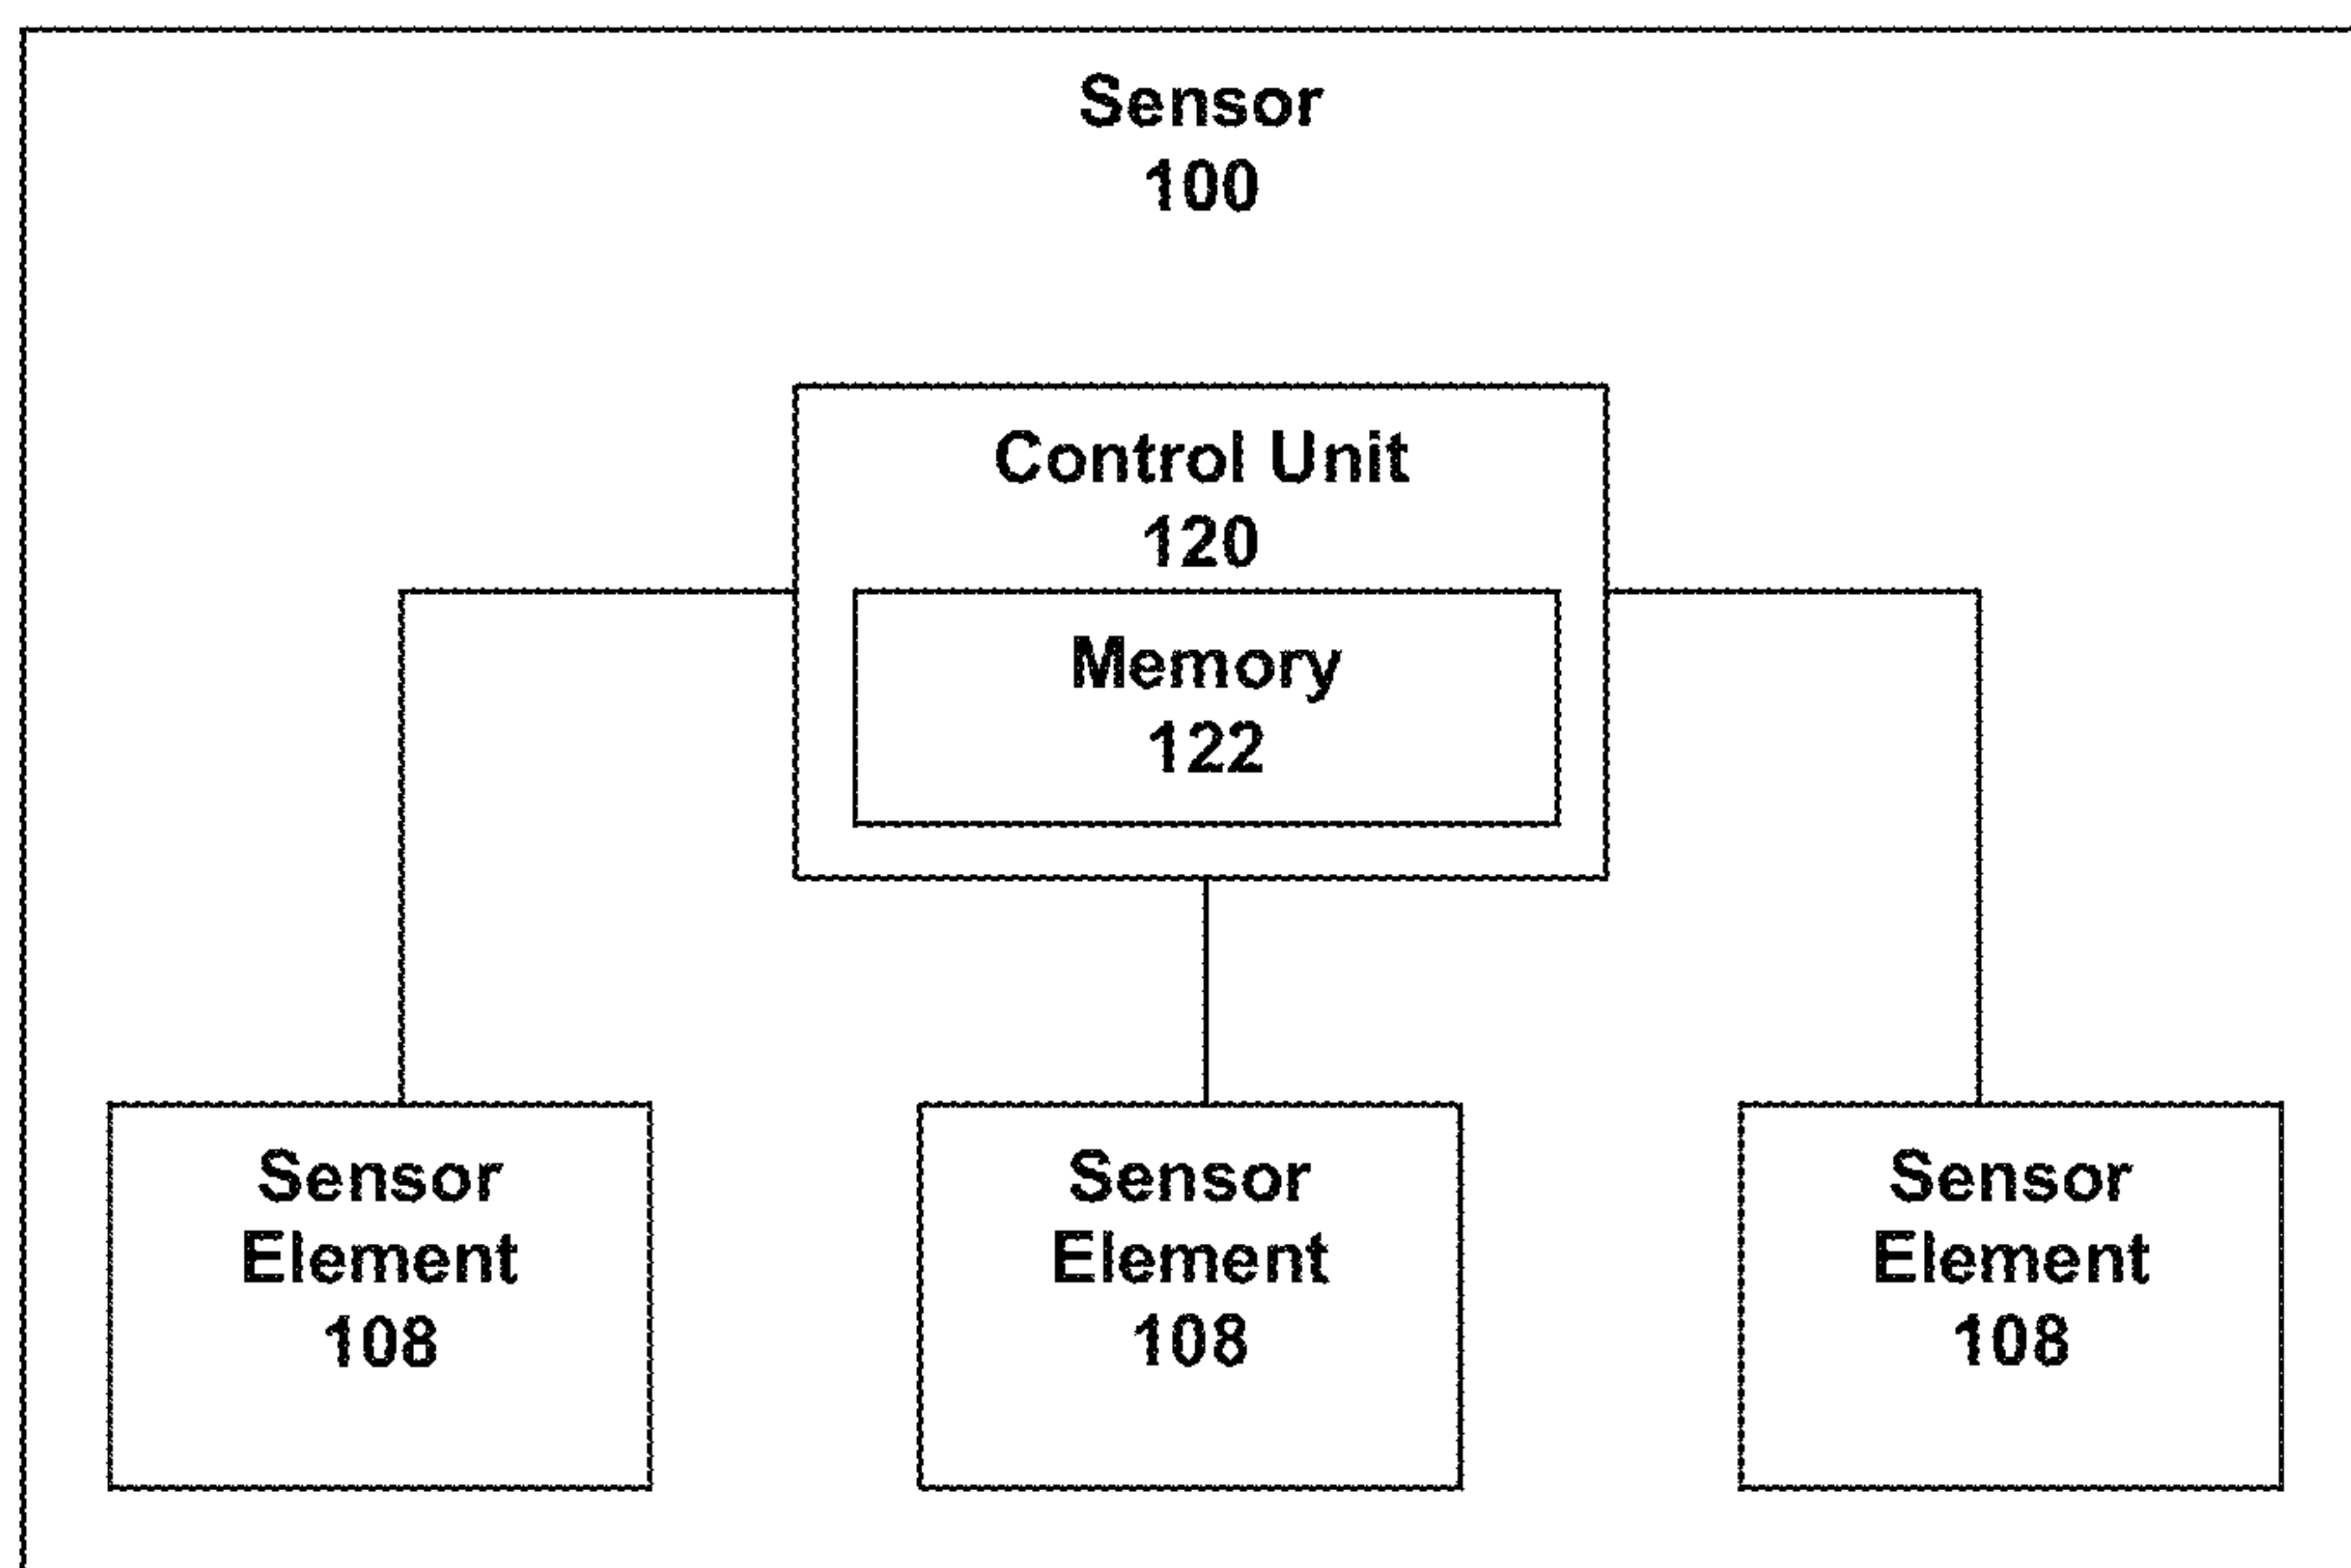 Sensor
100
Control Unit
120
Memory
122
Sensor
Element
108
Sensor
Element
108
Sensor
Element
108